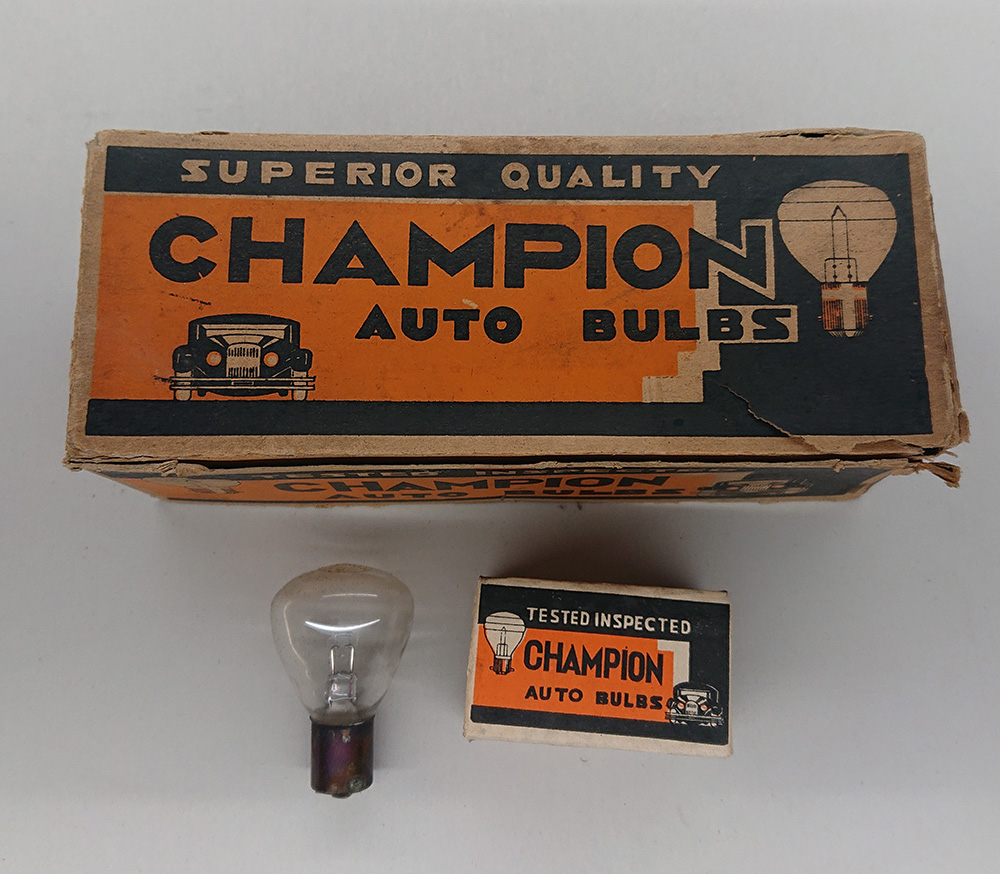 SUPERIOR QUALITY
CHAMPION
AUTO BULBS
CHAMPION
AUTO BULBS
TESTED INSPECTED
CHAMPION
AUTO BULBS